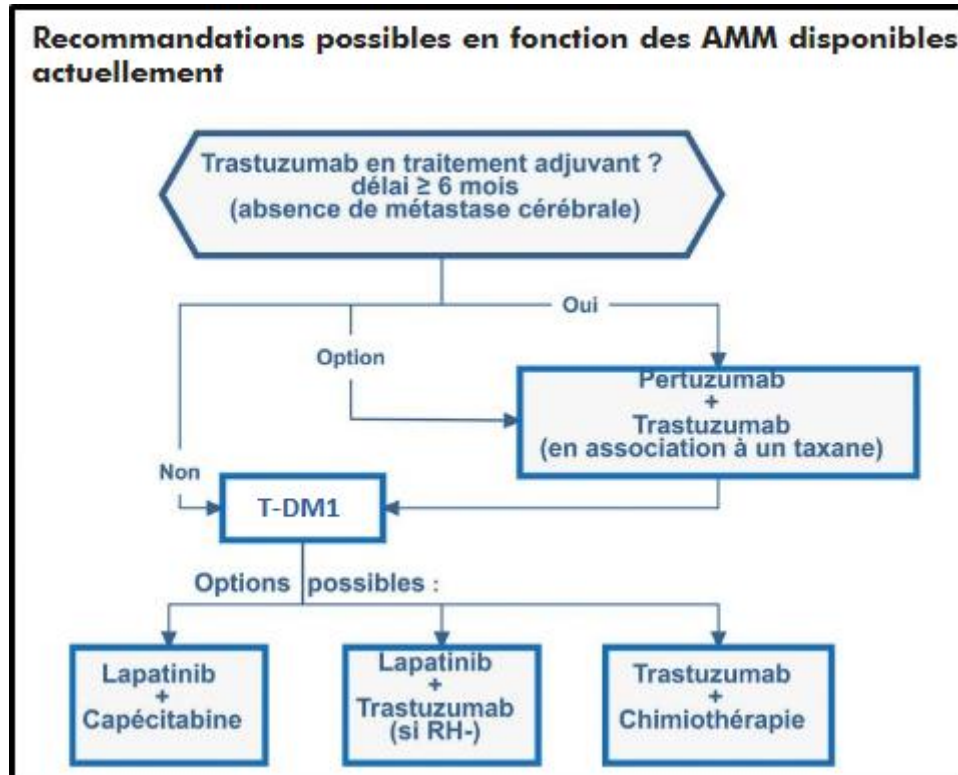 Recommandations possibles en fonction des AMM disponibles
actuellement
Trastuzumab en traitement adjuvant ?
délai ≥ 6 mois
(absence de métastase cérébrale)
Oui
Option
Pertuzumab
+
Trastuzumab
(en association à un taxane)
Non
T-DM1
Options possibles :
Lapatinib
+
Capécitabine
Lapatinib
+
Trastuzumab
(si RH-)
Trastuzumab
+
Chimiothérapie